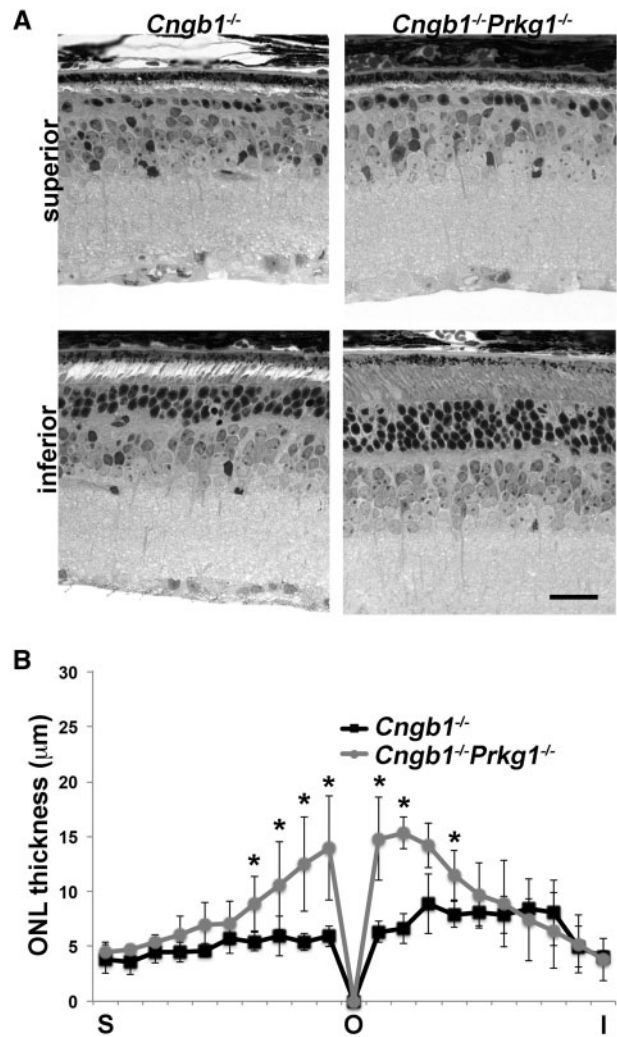 A
Cngb1-/-
Cngb1-/-Prkg1-/-
superior
inferior
B
30
25
20
15
10
5
0
ONL thickness (μm)
Cngb1-/-
Cngb1-/-Prkg1-/-
* * * * * * *
S
O
I